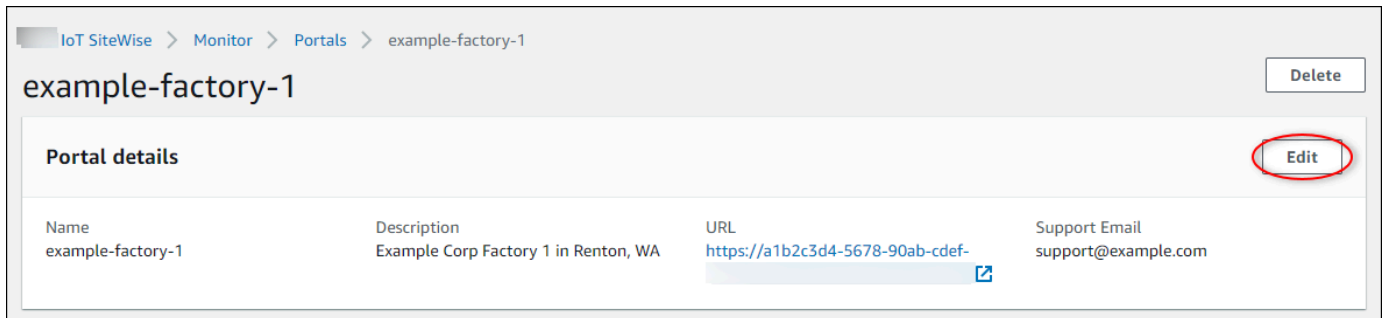 IoT SiteWise > Monitor > Portals > example-factory-1
example-factory-1
Delete
Portal details
Edit
Name
example-factory-1
Description
Example Corp Factory 1 in Renton, WA
URL
https://a1b2c3d4-5678-90ab-cdef-
Support Email
support@example.com